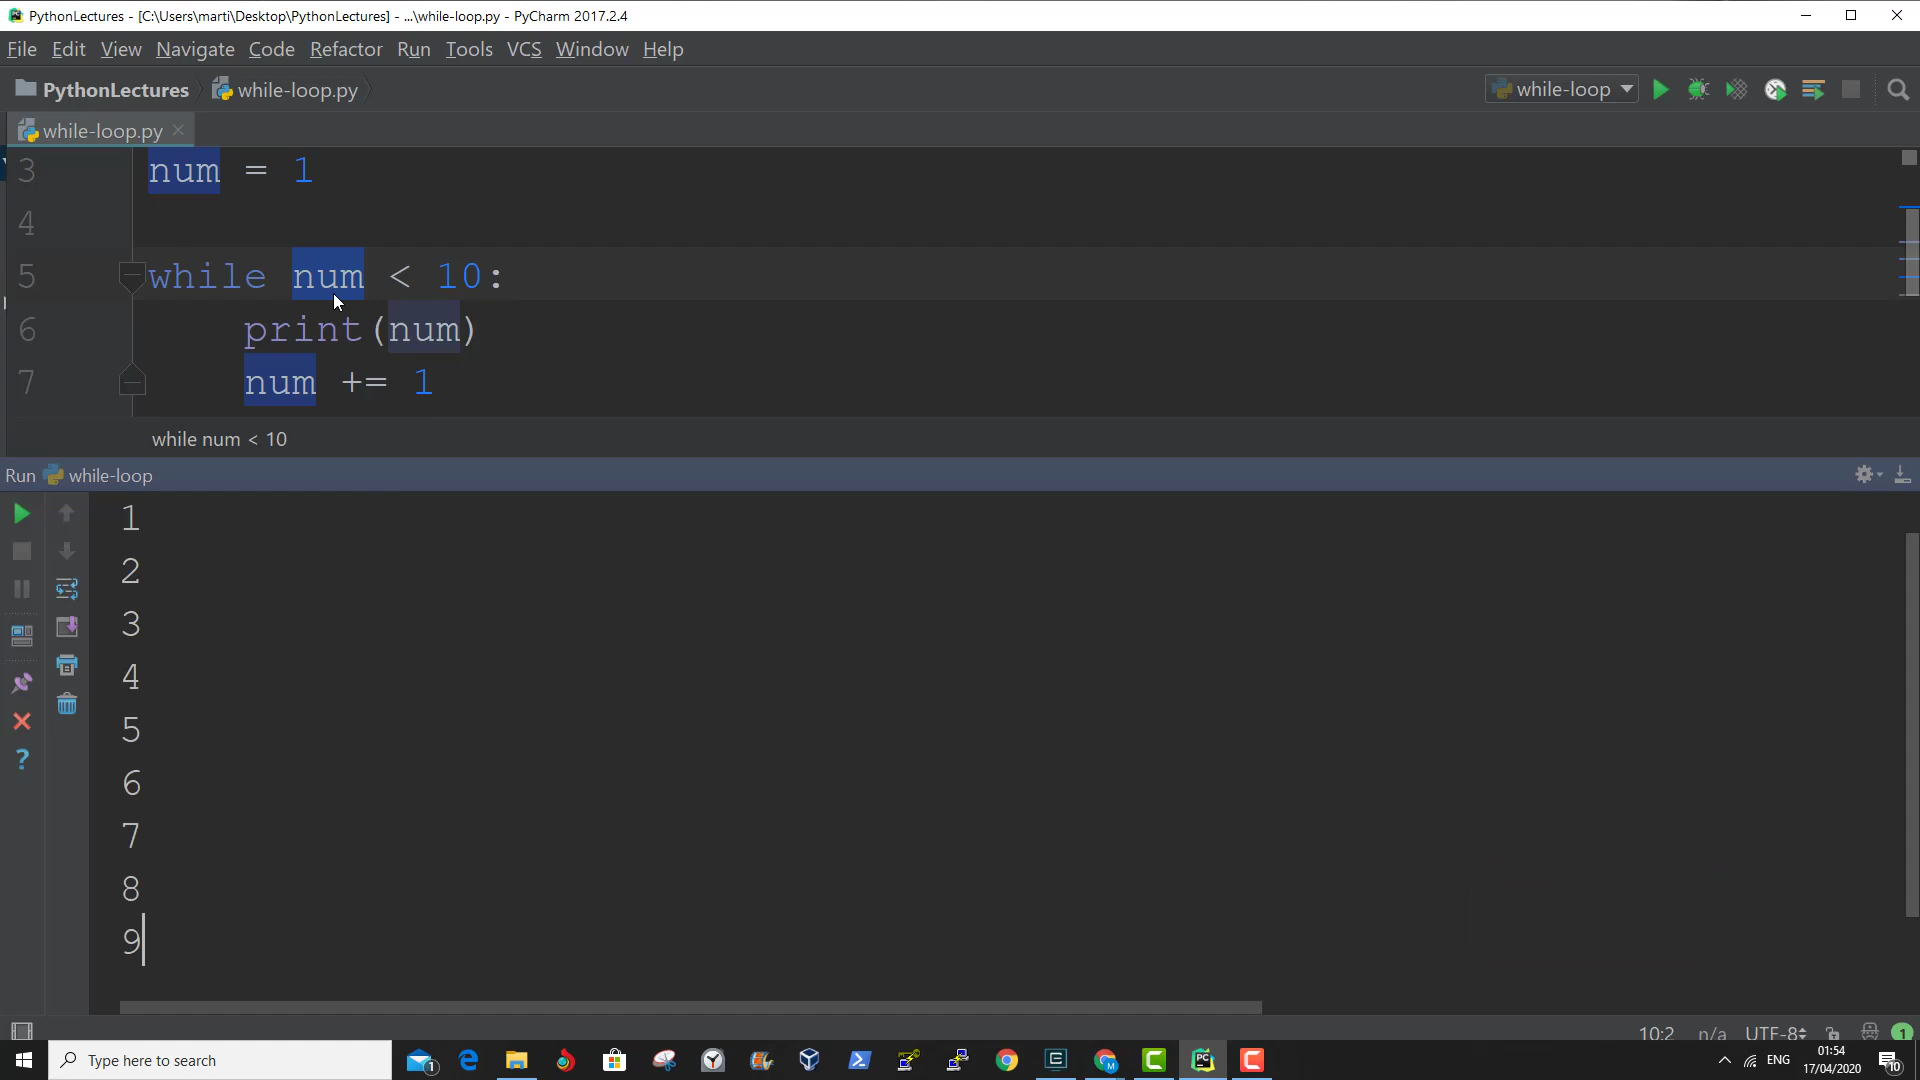 PythonLectures - [C:\Users\marti\Desktop\PythonLectures] - ...\while-loop.py - PyCharm 2017.2.4
File Edit View Navigate Code Refactor Run Tools VCS Window Help
PythonLectures while-loop.py while-loop
while-loop.py
3 num = 1
4
5 while num < 10:
6 print(num)
7 num += 1
while num < 10
Run while-loop
1
2
3
4
5
6
7
8
9
10:2 n/a UTF-8 1
Type here to search 1 ENG 01:54 10
17/04/2020